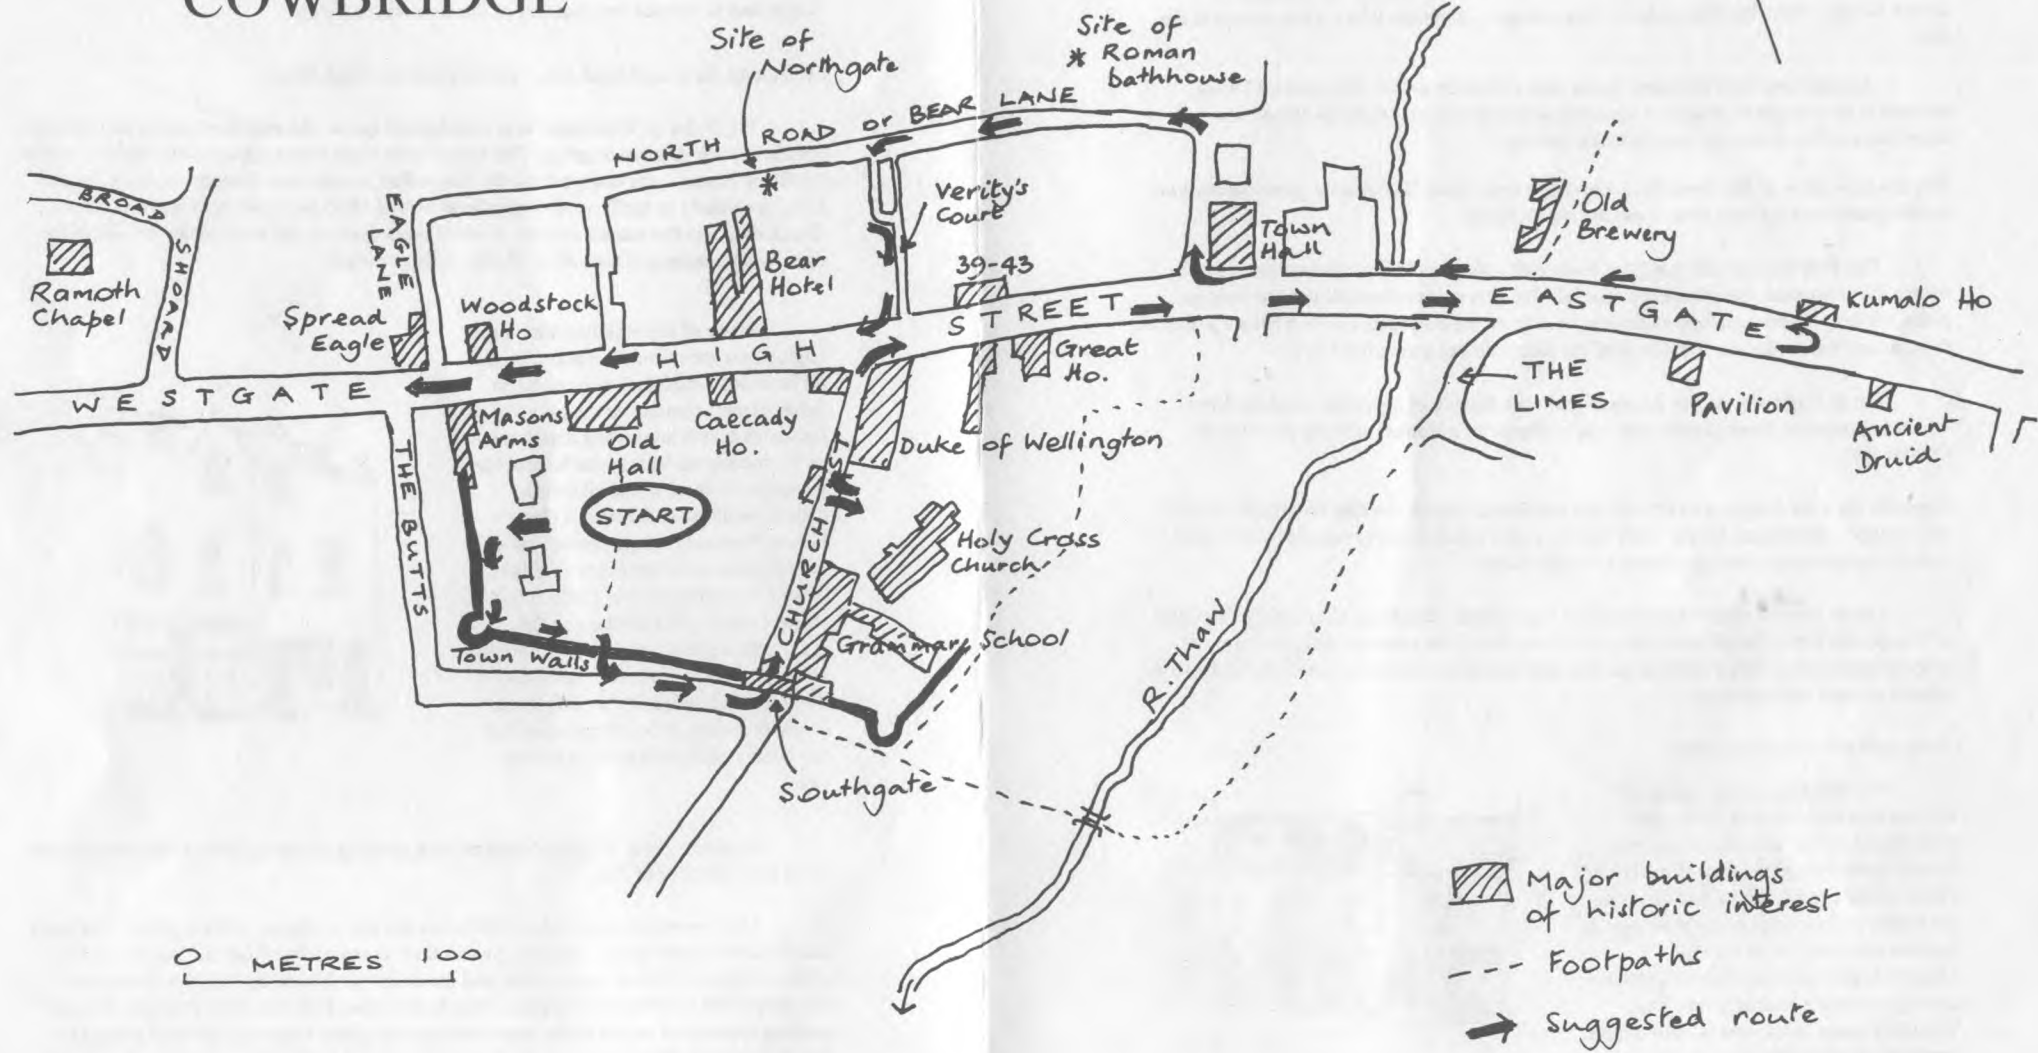 COWBRIDGE
Site of
Northgate
Site of
* Roman
bathhouse
NORTH ROAD or BEAR LANE
*
BROAD
SHOARD
EAGLE
LANE
Verity's
Court
Old
Brewery
Town
Hall
39-43
Bear
Hotel
Ramoth
Chapel
Spread
Eagle
Woodstock
Ho
Kumalo Ho
HIGH STREET
EASTGATE
WESTGATE
Great
Ho.
THE
LINES
Pavilion
Ancient
Druid
Masons
Arms
Old
Hall
Caecady
Ho.
Duke of Wellington
THE BUTTS
START
CHURCH ST
Holy Cross
Church
Grammar School
Town Walls
R. Thaw
Southgate
Major buildings
of historic interest
Footpaths
Suggested route
0 METRES 100